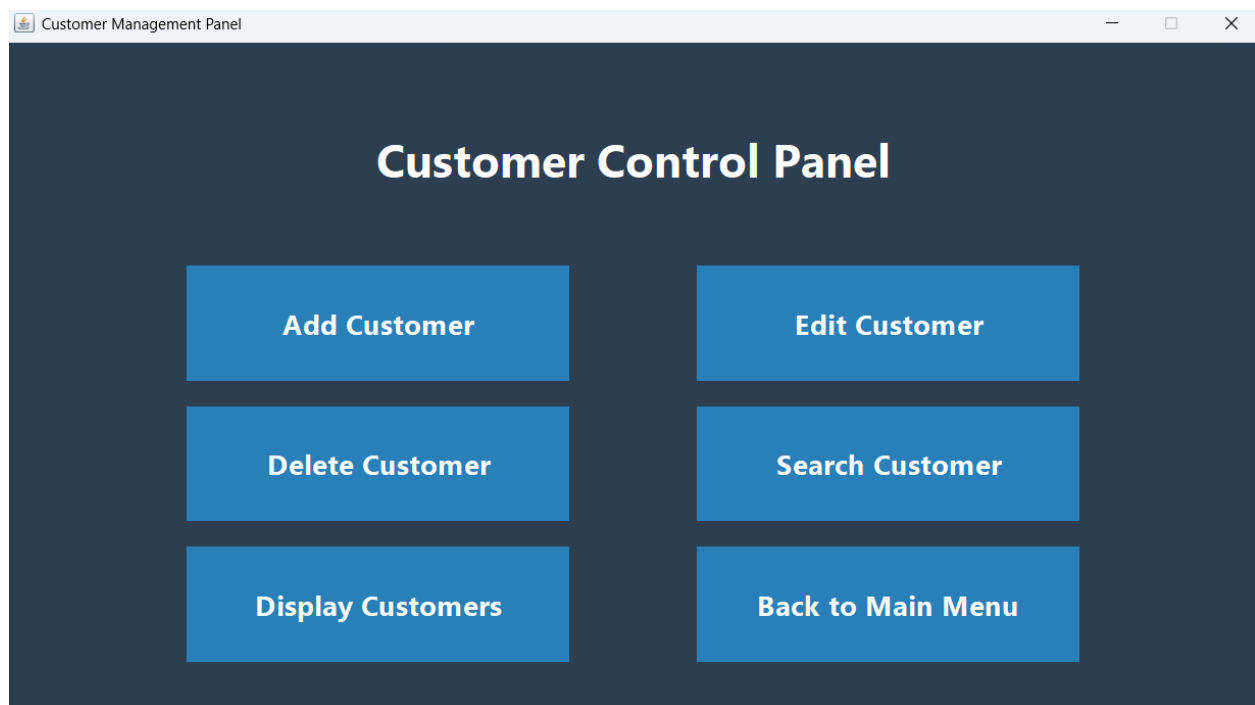 Customer Management Panel
Customer Control Panel
Add Customer
Edit Customer
Delete Customer
Search Customer
Display Customers
Back to Main Menu